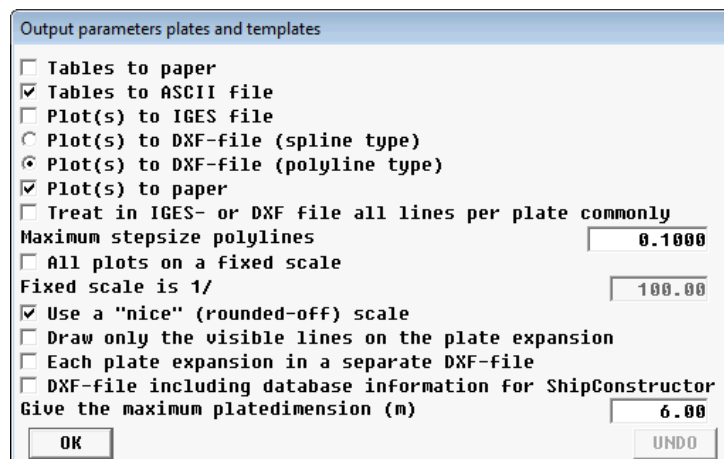 Output parameters plates and templates
Tables to paper
Tables to ASCII file
Plot(s) to IGES file
Plot(s) to DXF-file (spline type)
Plot(s) to DXF-file (polyline type)
Plot(s) to paper
Treat in IGES- or DXF file all lines per plate commonly
Maximum stepsize polylines 0.1000
All plots on a fixed scale
Fixed scale is 1/ 100.00
Use a "nice" (rounded-off) scale
Draw only the visible lines on the plate expansion
Each plate expansion in a separate DXF-file
DXF-file including database information for ShipConstructor
Give the maximum platedimension (m) 6.00
OK UNDO